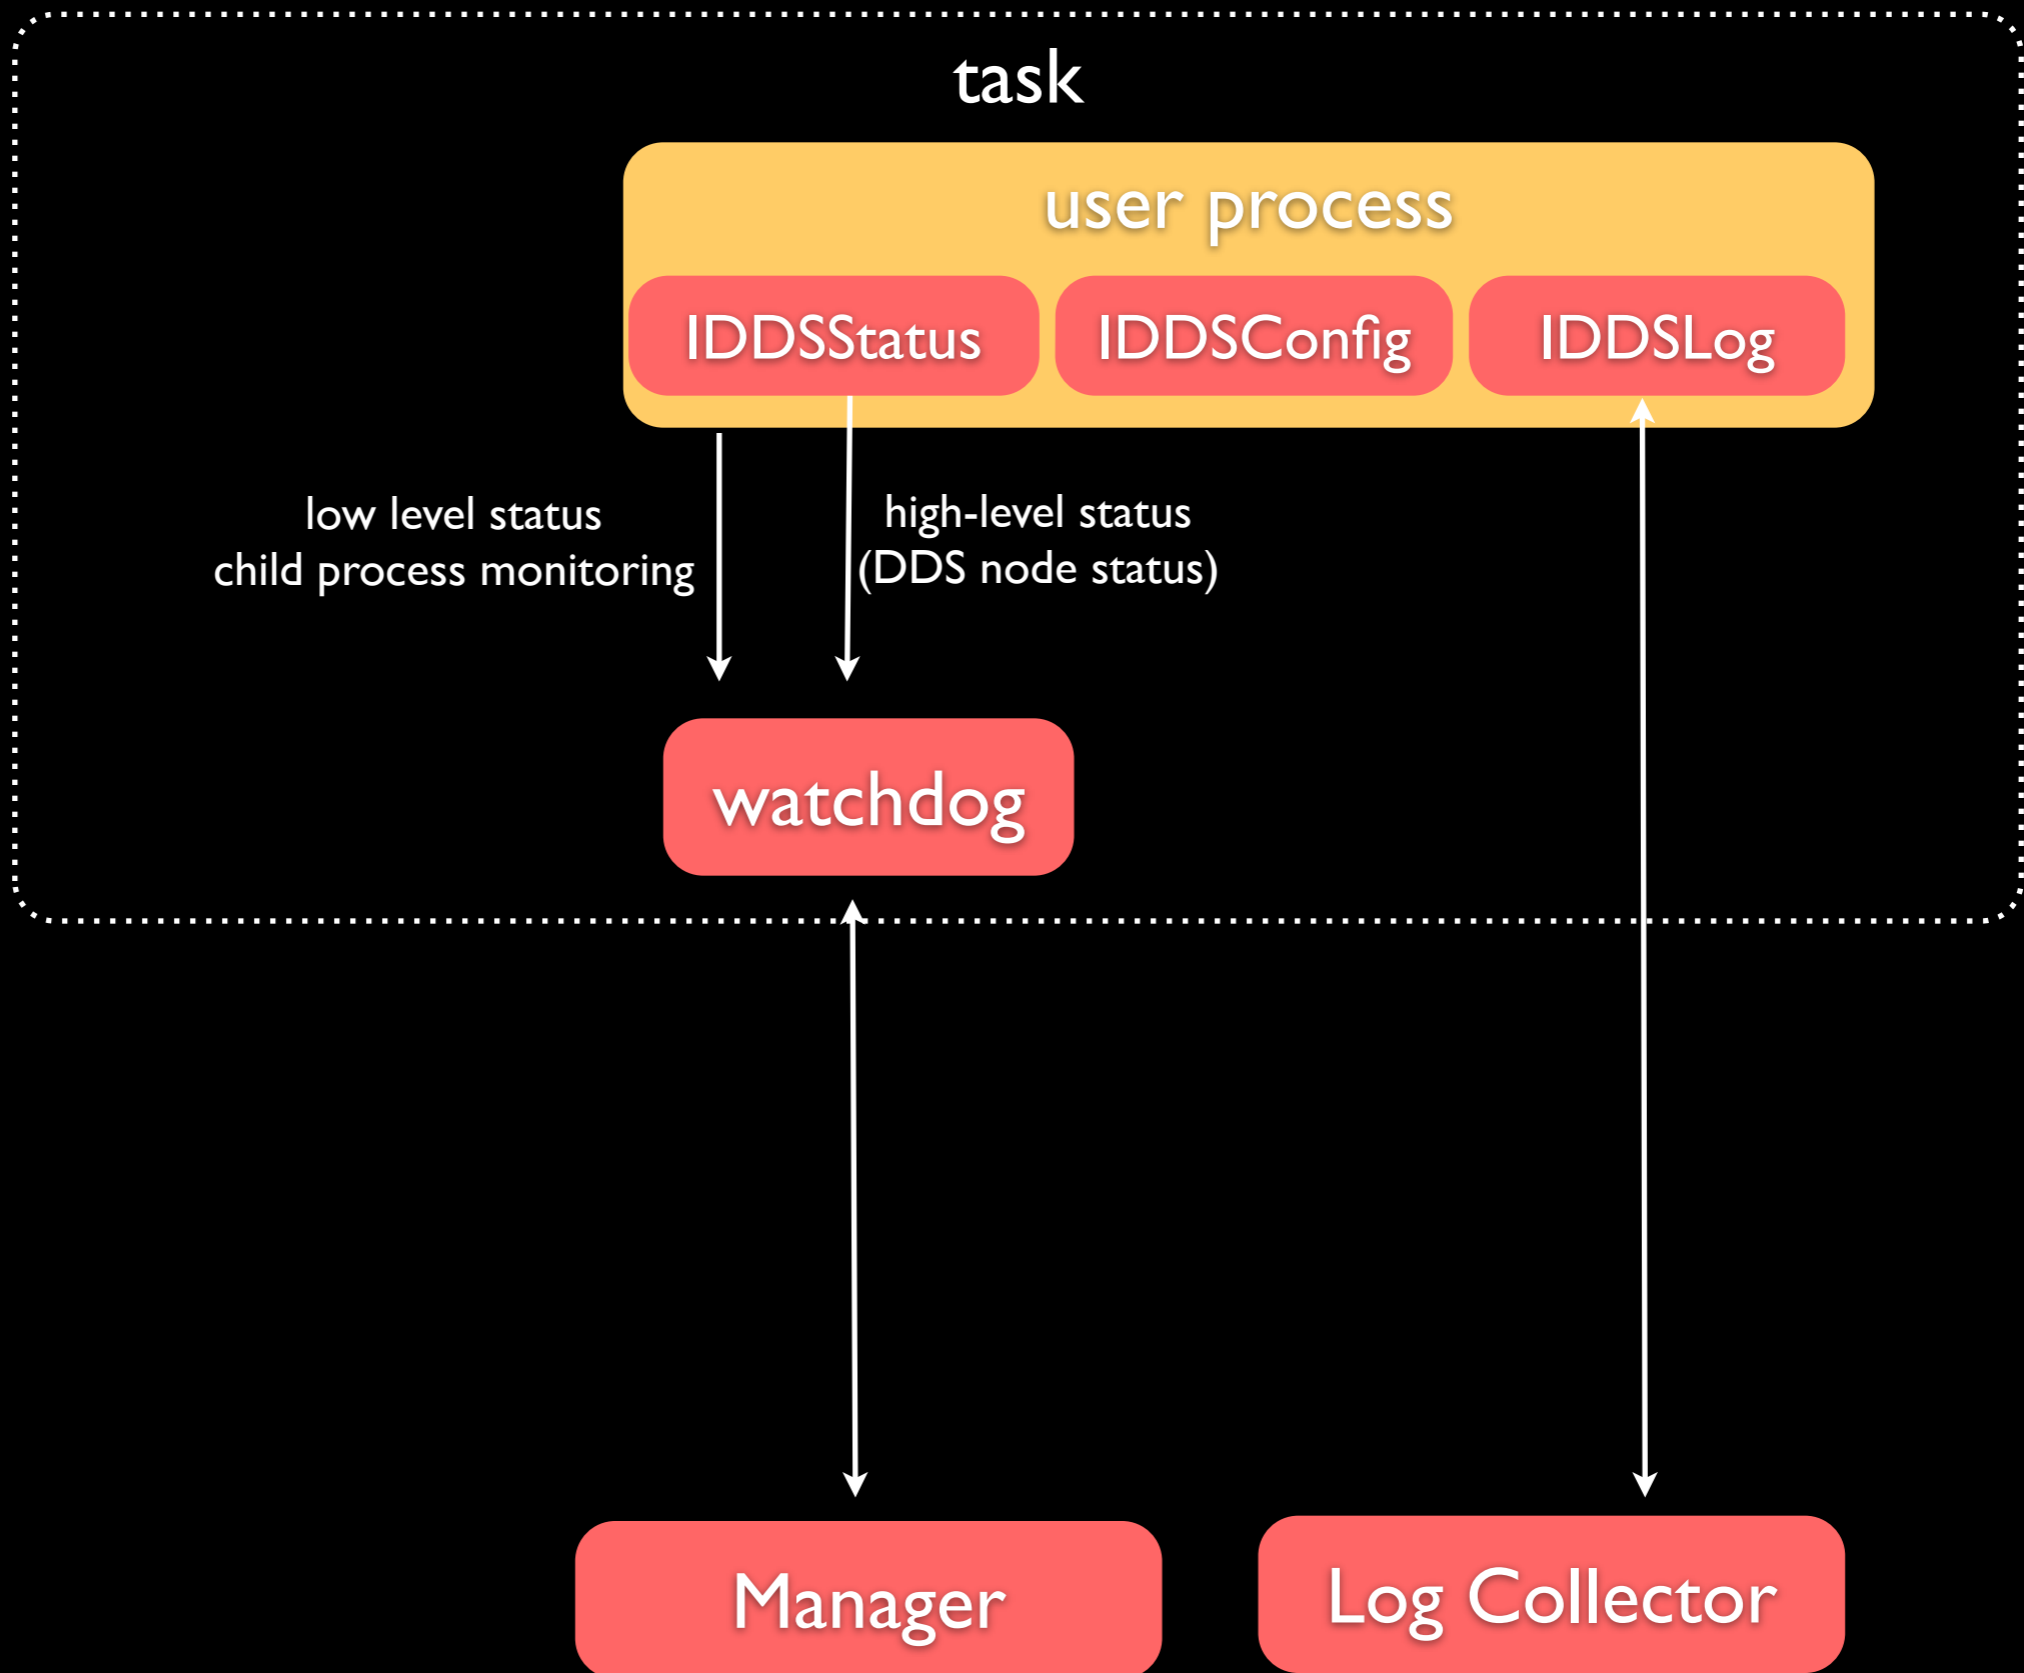 task
user process
IDDSStatus
IDDSConfig
IDDSLog
low level status
child process monitoring
high-level status
(DDS node status)
watchdog
Manager
Log Collector